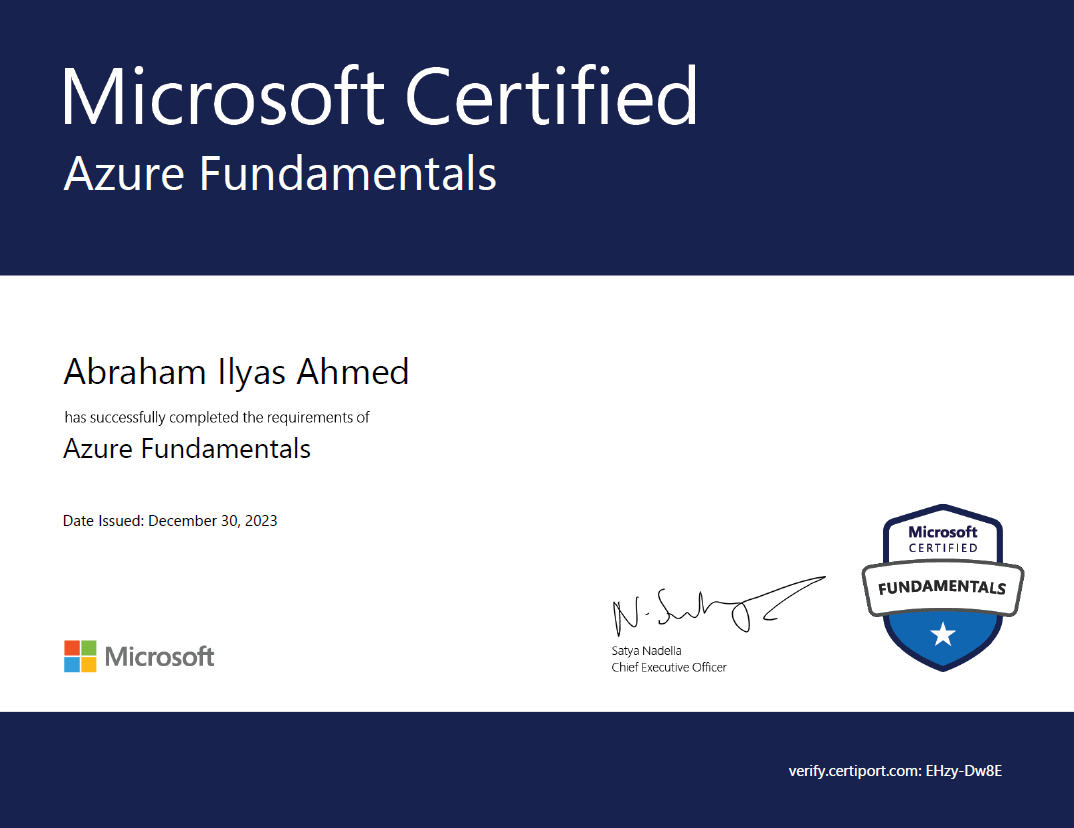 Microsoft Certified
Azure Fundamentals
Abraham Ilyas Ahmed
has successfully completed the requirements of
Azure Fundamentals
Date Issued: December 30, 2023
Microsoft
CERTIFIED
FUNDAMENTALS
N. S
Satya Nadella
Chief Executive Officer
Microsoft
verify.certiport.com: EHzy-Dw8E